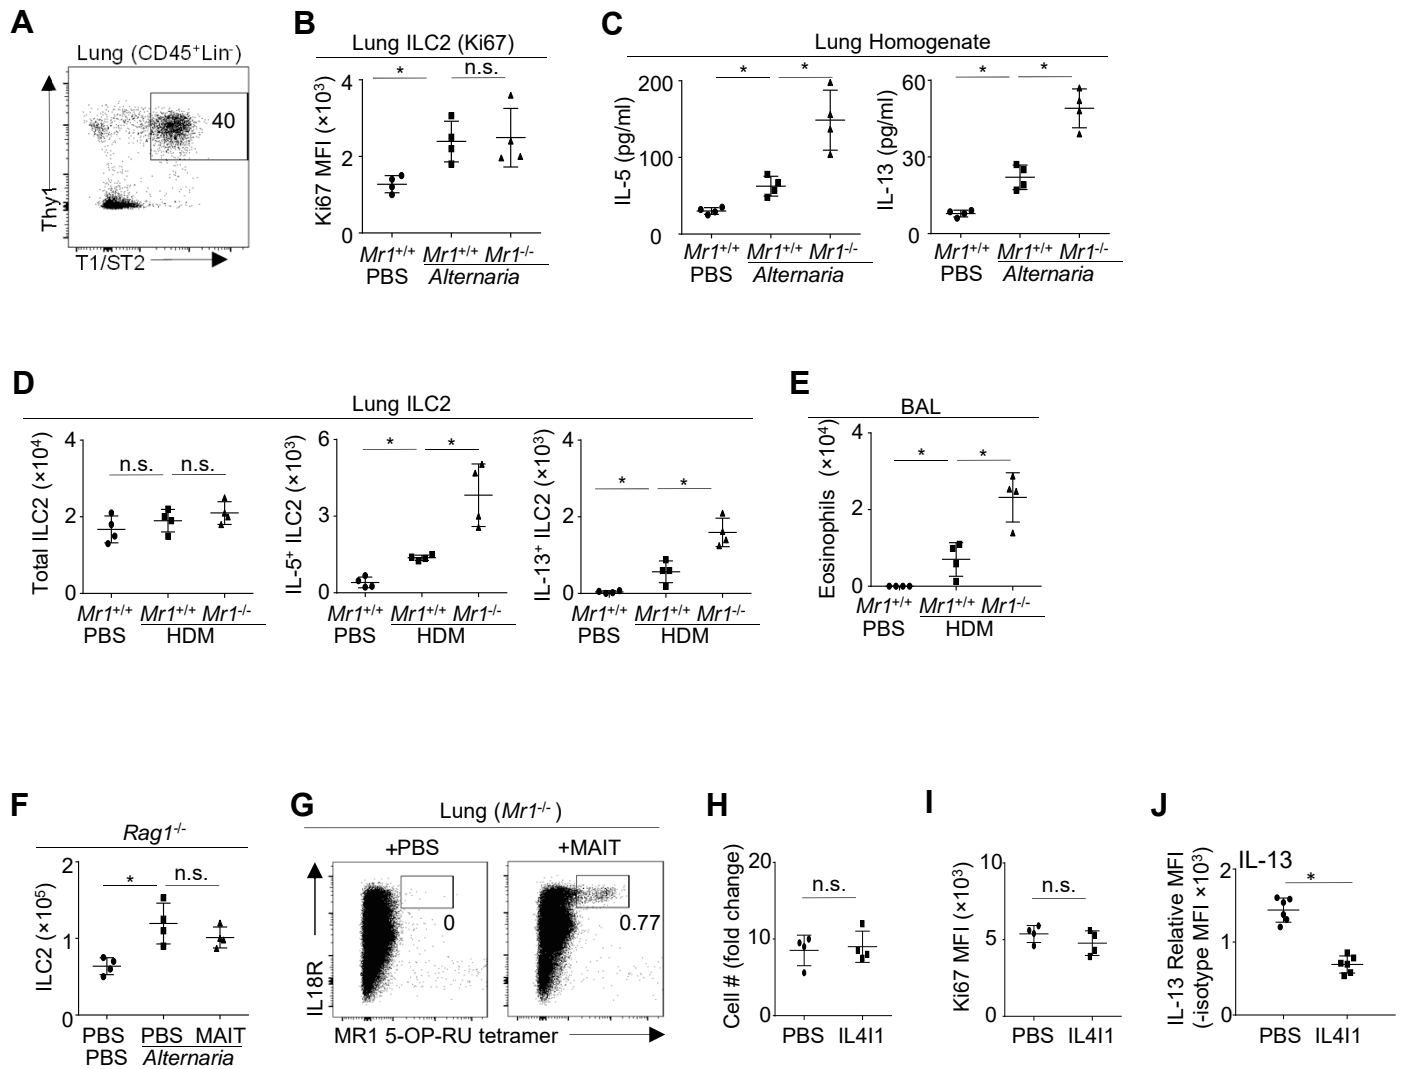 A
Lung (CD45⁺Lin⁻)
40
Thy1
T1/ST2
B
Lung ILC2 (Ki67)
Ki67 MFI (×10³)
4
2
0
* n.s.
Mr1⁺/⁺ Mr1⁺/⁺ Mr1⁻/⁻
PBS Alternaria
C
Lung Homogenate
IL-5 (pg/ml)
200
100
0
* *
Mr1⁺/⁺ Mr1⁺/⁺ Mr1⁻/⁻
PBS Alternaria
IL-13 (pg/ml)
60
30
0
* *
Mr1⁺/⁺ Mr1⁺/⁺ Mr1⁻/⁻
PBS Alternaria
D
Lung ILC2
Total ILC2 (×10⁴)
4
2
0
n.s. n.s.
Mr1⁺/⁺ Mr1⁺/⁺ Mr1⁻/⁻
PBS HDM
IL-5⁺ ILC2 (×10³)
6
3
0
* *
Mr1⁺/⁺ Mr1⁺/⁺ Mr1⁻/⁻
PBS HDM
IL-13⁺ ILC2 (×10³)
4
2
0
* *
Mr1⁺/⁺ Mr1⁺/⁺ Mr1⁻/⁻
PBS HDM
E
BAL
Eosinophils (×10⁴)
4
2
0
* *
Mr1⁺/⁺ Mr1⁺/⁺ Mr1⁻/⁻
PBS HDM
F
Rag1⁻/⁻
ILC2 (×10⁵)
2
1
0
* n.s.
PBS PBS MAIT
PBS Alternaria
G
Lung (Mr1⁻/⁻ )
+PBS +MAIT
0
0.77
IL18R
MR1 5-OP-RU tetramer
H
Cell # (fold change)
20
10
0
n.s.
PBS IL4I1
I
Ki67 MFI (×10³)
10
5
0
n.s.
PBS IL4I1
J
IL-13
IL-13 Relative MFI
(-isotype MFI ×10³)
2
1
0
*
PBS IL4I1